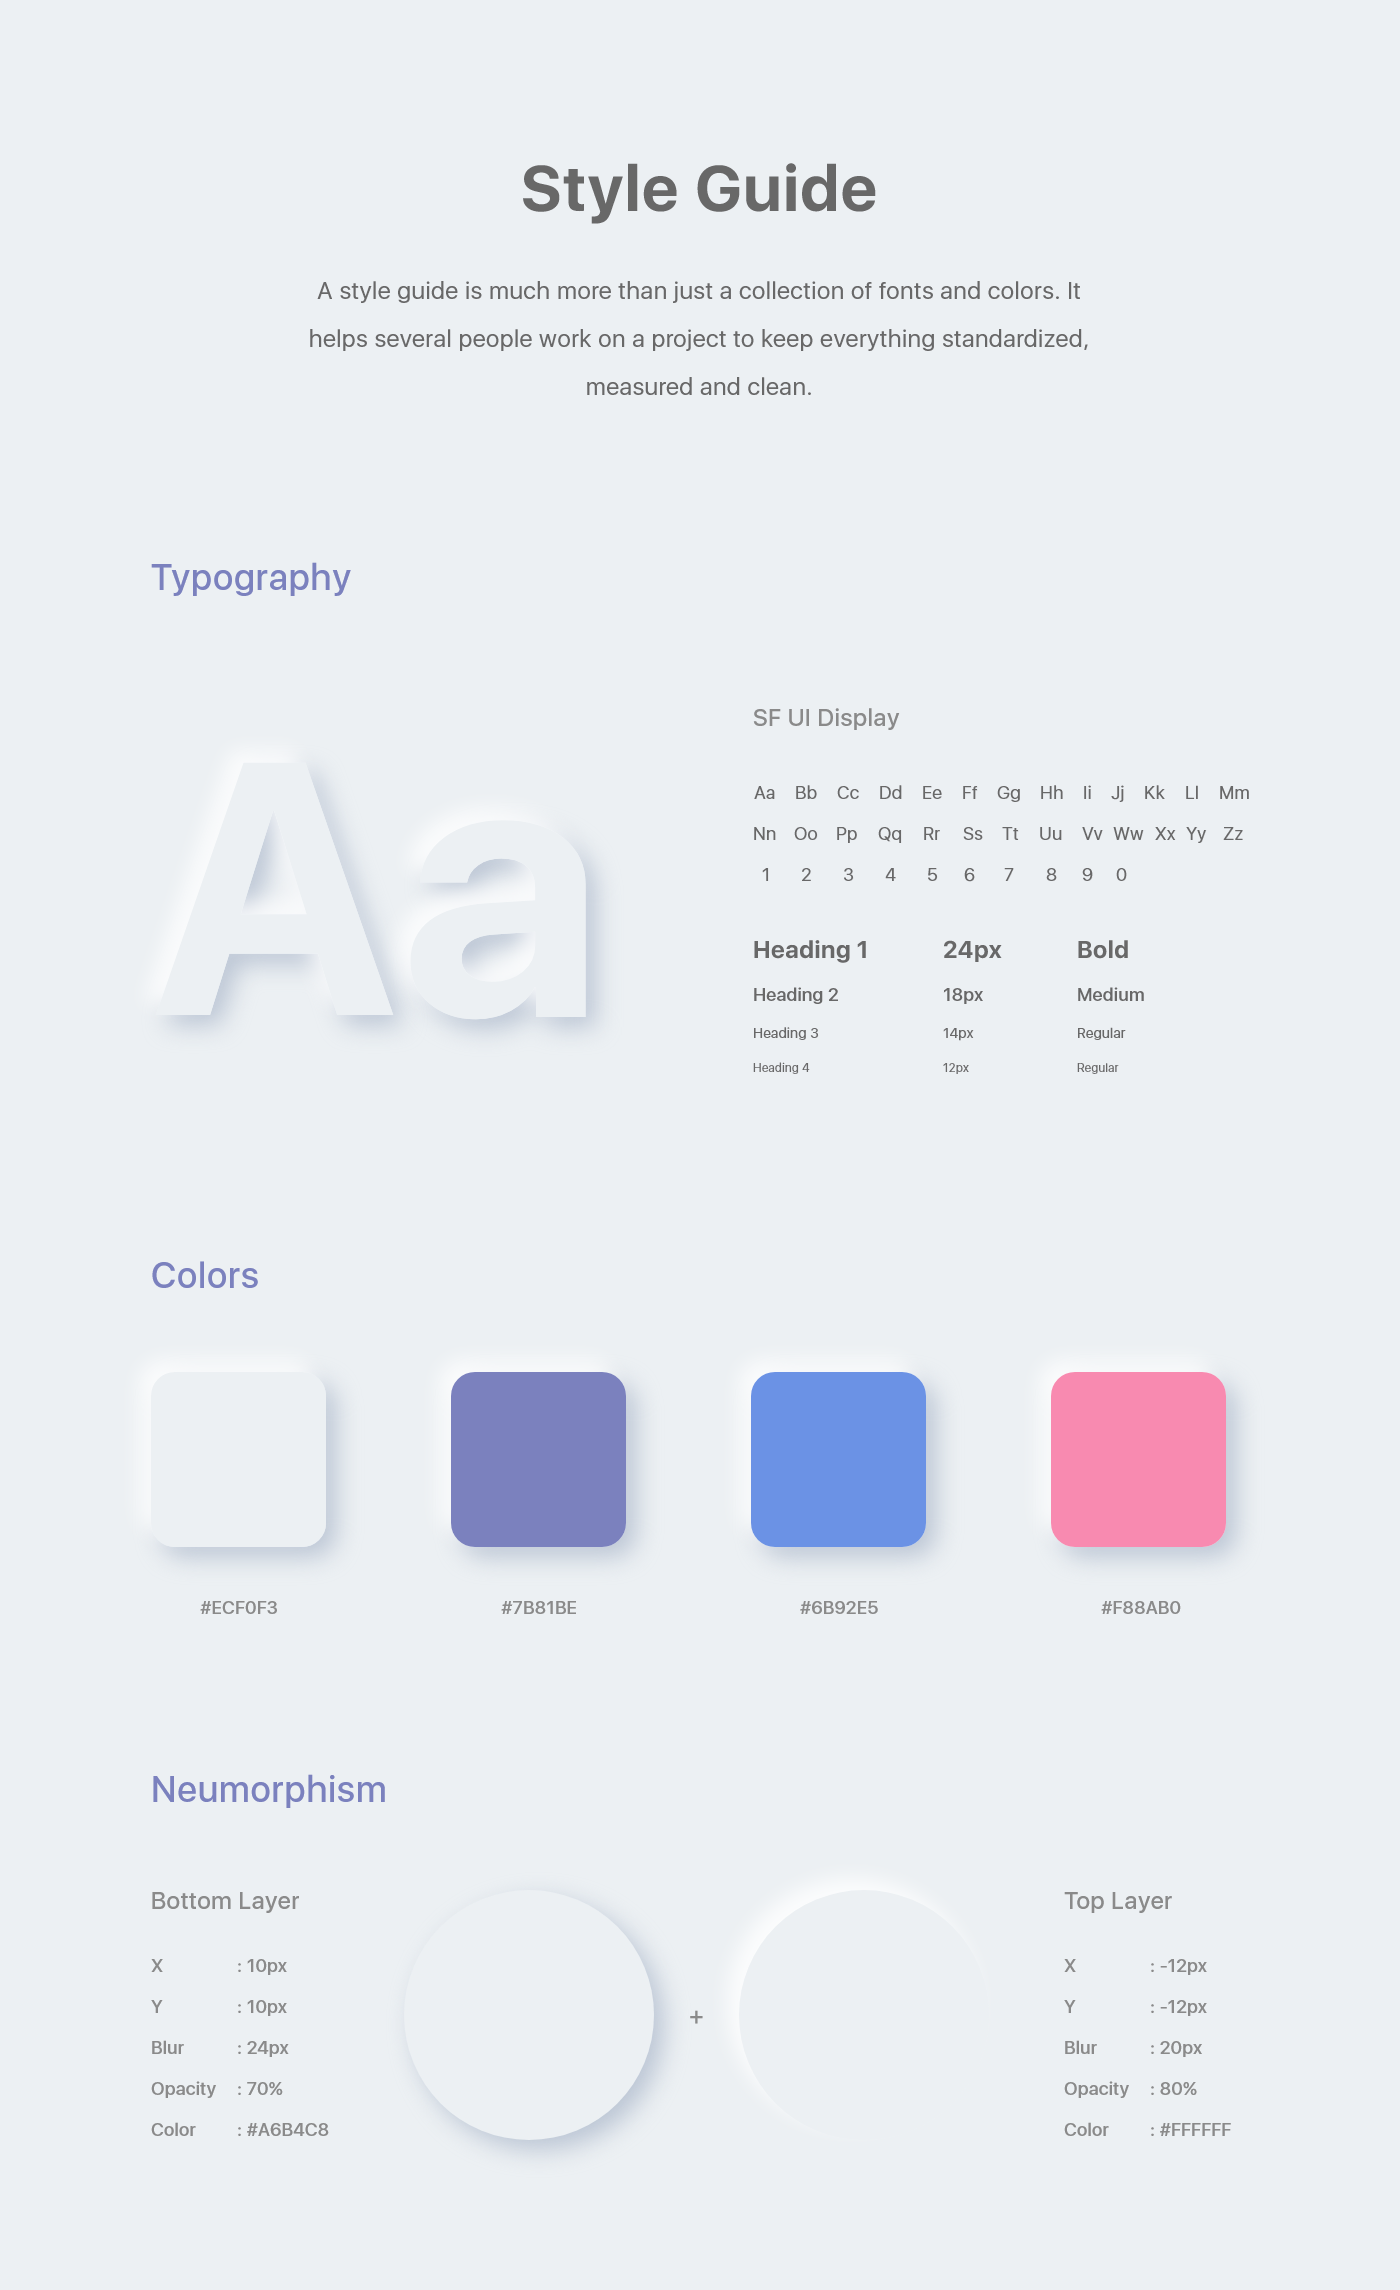 Style Guide
A style guide is much more than just a collection of fonts and colors. It
helps several people work on a project to keep everything standardized,
measured and clean.
Typography
Aa
SF UI Display
Aa Bb Cc Dd Ee Ff Gg Hh Ii Jj Kk Ll Mm
Nn Oo Pp Qq Rr Ss Tt Uu Vv Ww Xx Yy Zz
1 2 3 4 5 6 7 8 9 0
Heading 1 24px Bold
Heading 2 18px Medium
Heading 3 14px Regular
Heading 4 12px Regular
Colors
#ECF0F3 #7B81BE #6B92E5 #F88AB0
Neumorphism
Bottom Layer
X : 10px
Y : 10px
Blur : 24px
Opacity : 70%
Color : #A6B4C8
+
Top Layer
X : -12px
Y : -12px
Blur : 20px
Opacity : 80%
Color : #FFFFFF